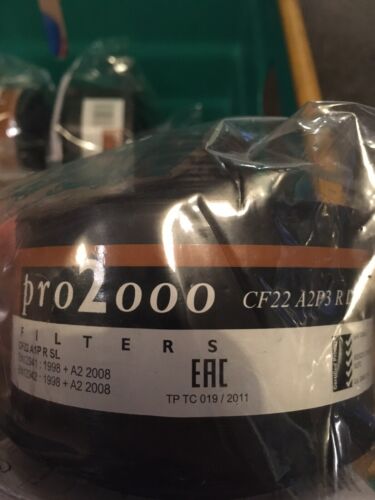 pro2000 CF22 A2P3 R D
FILTERS
CF22 A1P R SL
EN12941 : 1998 + A2 2008
EN12942 : 1998 + A2 2008
EAC
TP TC 019 / 2011